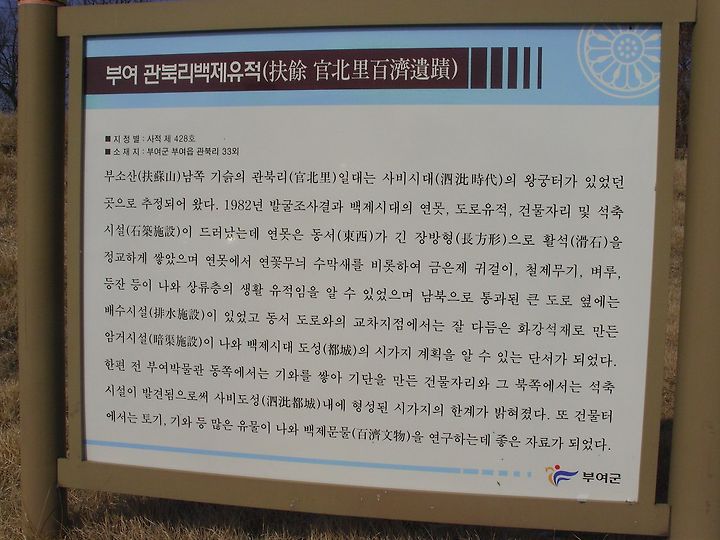 부여 관북리백제유적(扶餘 官北里百濟遺蹟)
■ 지 정 별 : 사적 제 428호
■ 소 재 지 : 부여군 부여읍 관북리 33외
부소산(扶蘇山)남쪽 기슭의 관북리(官北里)일대는 사비시대(泗沘時代)의 왕궁터가 있었던
곳으로 추정되어 왔다. 1982년 발굴조사결과 백제시대의 연못, 도로유적, 건물자리 및 석축
시설(石築施設)이 드러났는데 연못은 동서(東西)가 긴 장방형(長方形)으로 활석(滑石)을
정교하게 쌓았으며 연못에서 연꽃무늬 수막새를 비롯하여 금은제 귀걸이, 철제무기, 벼루,
등잔 등이 나와 상류층의 생활 유적임을 알 수 있었으며 남북으로 통과된 큰 도로 옆에는
배수시설(排水施設)이 있었고 동서 도로와의 교차지점에서는 잘 다듬은 화강석재로 만든
암거시설(暗渠施設)이 나와 백제시대 도성(都城)의 시가지 계획을 알 수 있는 단서가 되었다.
한편 전 부여박물관 동쪽에서는 기와를 쌓아 기단을 만든 건물자리와 그 북쪽에서는 석축
시설이 발견됨으로써 사비도성(泗沘都城)내에 형성된 시가지의 한계가 밝혀졌다. 또 건물터
에서는 토기, 기와 등 많은 유물이 나와 백제문물(百濟文物)을 연구하는데 좋은 자료가 되었다.
부여군